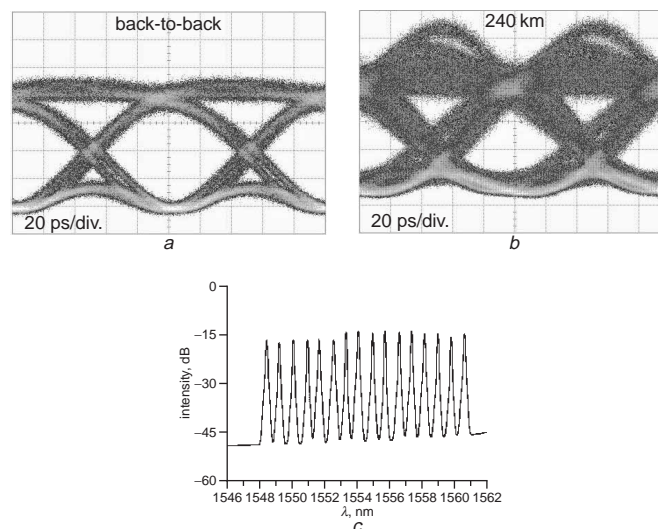 back-to-back
20 ps/div.
a
240 km
20 ps/div.
b
0
–15
–30
–45
–60
intensity, dB
1546 1548 1550 1552 1554 1556 1558 1560 1562
λ, nm
c